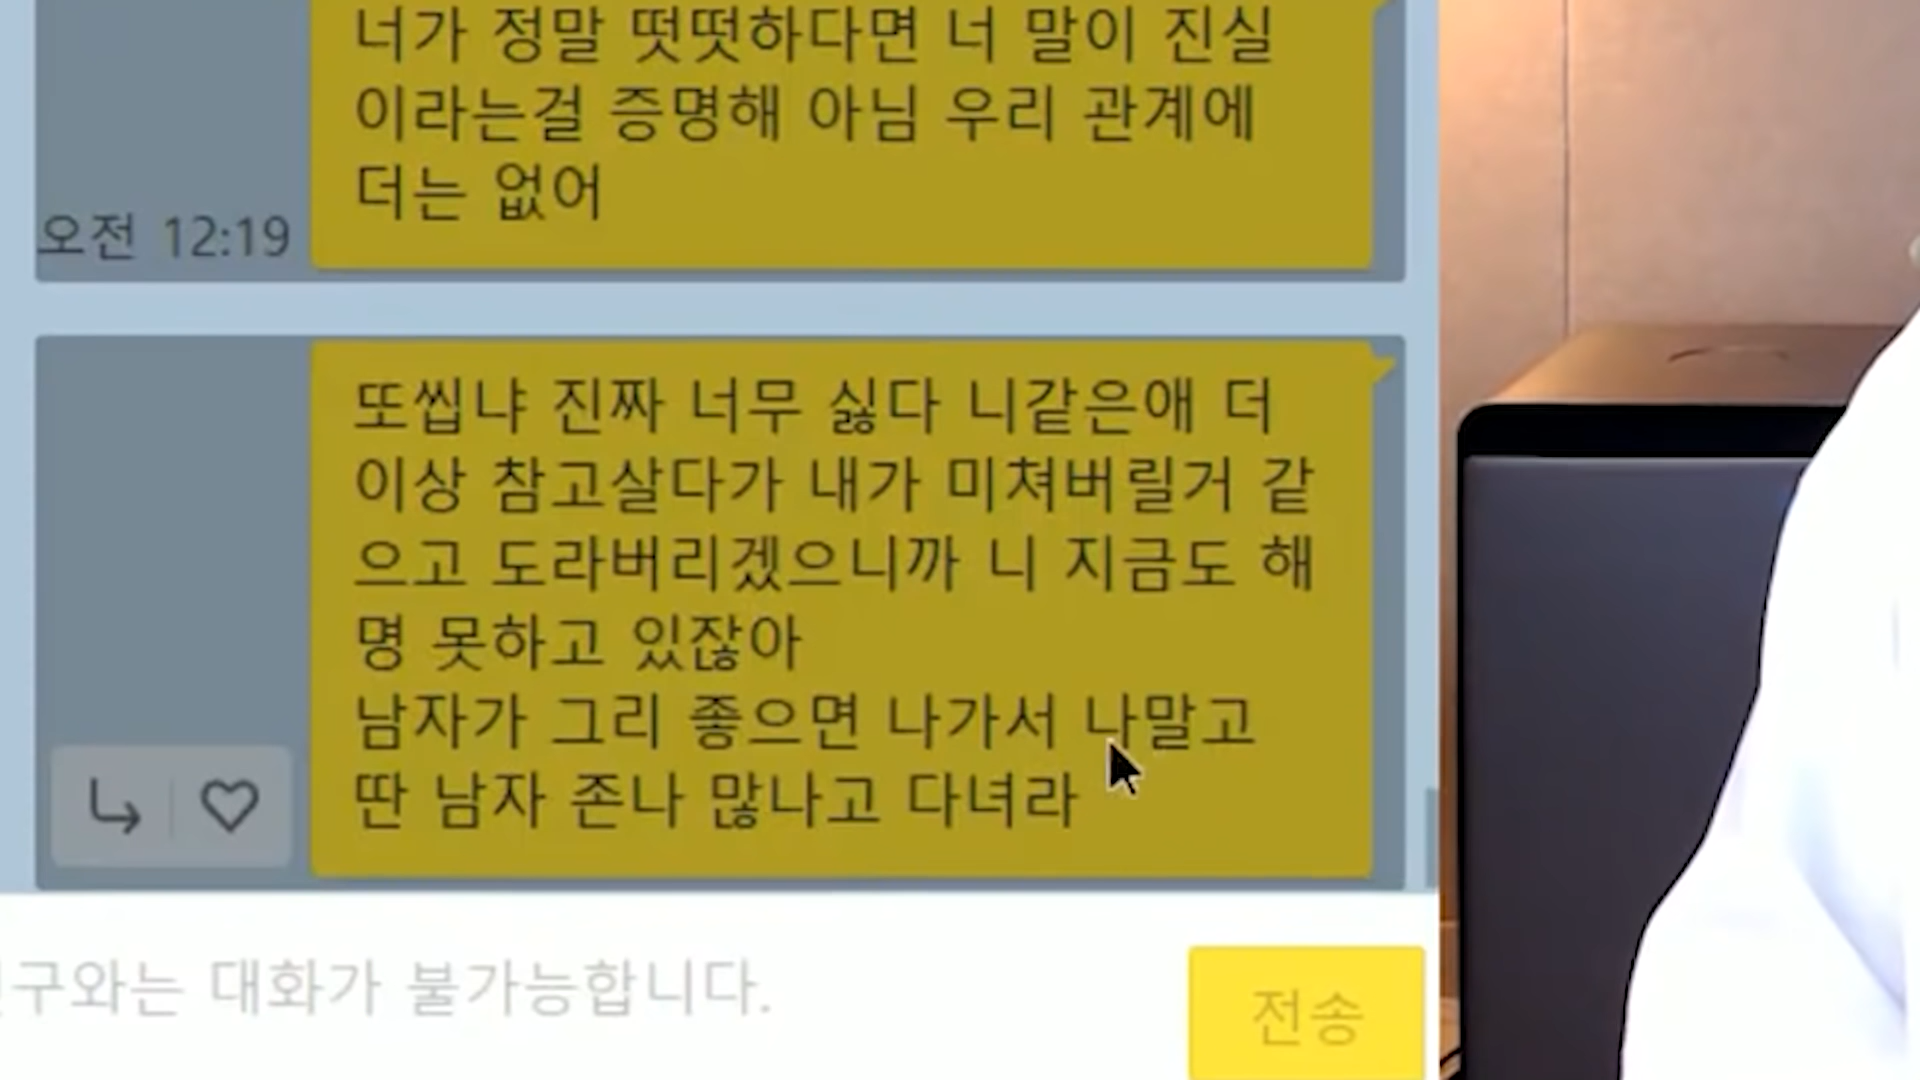 너가 정말 떳떳하다면 너 말이 진실
이라는걸 증명해 아님 우리 관계에
더는 없어
오전 12:19
또씹냐 진짜 너무 싫다 니같은애 더
이상 참고살다가 내가 미쳐버릴거 같
으고 도라버리겠으니까 니 지금도 해
명 못하고 있잖아
남자가 그리 좋으면 나가서 나말고
딴 남자 존나 많나고 다녀라
구와는 대화가 불가능합니다.
전송